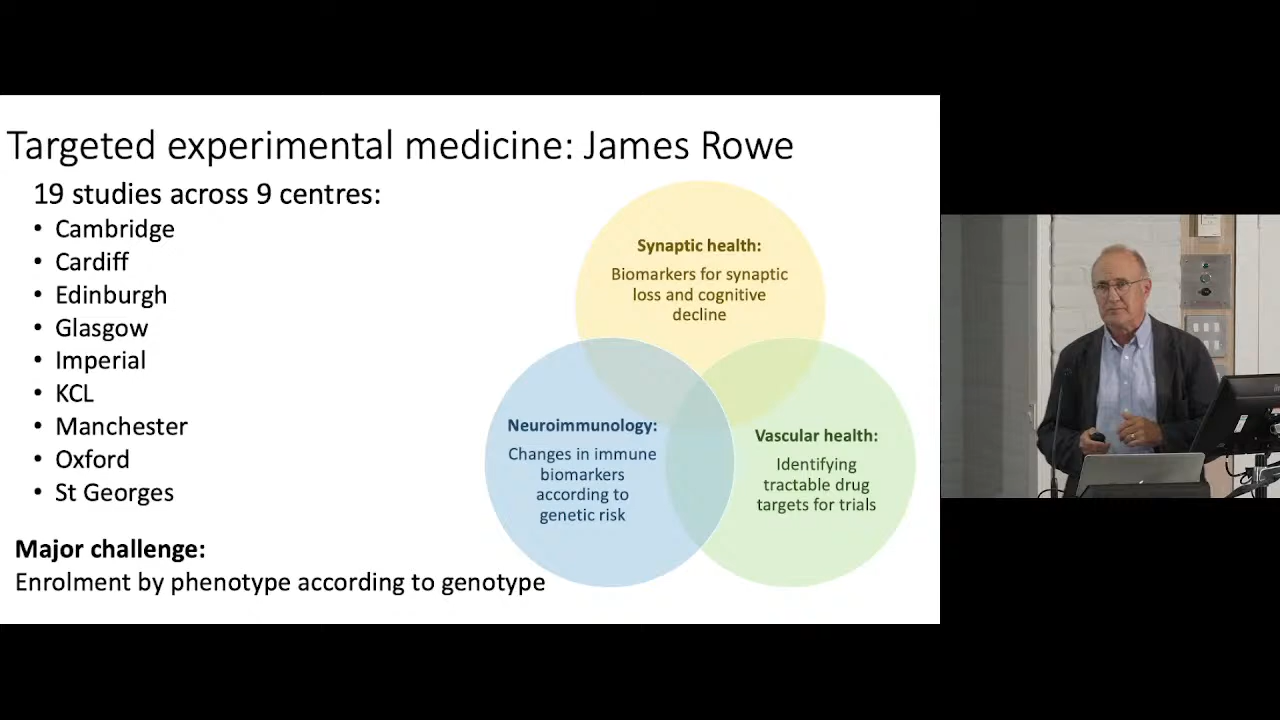 Targeted experimental medicine: James Rowe
19 studies across 9 centres:
• Cambridge
• Cardiff
• Edinburgh
• Glasgow
• Imperial
• KCL
• Manchester
• Oxford
• St Georges
Major challenge:
Enrolment by phenotype according to genotype
Synaptic health:
Biomarkers for synaptic
loss and cognitive
decline
Neuroimmunology:
Changes in immune
biomarkers
according to
genetic risk
Vascular health:
Identifying
tractable drug
targets for trials